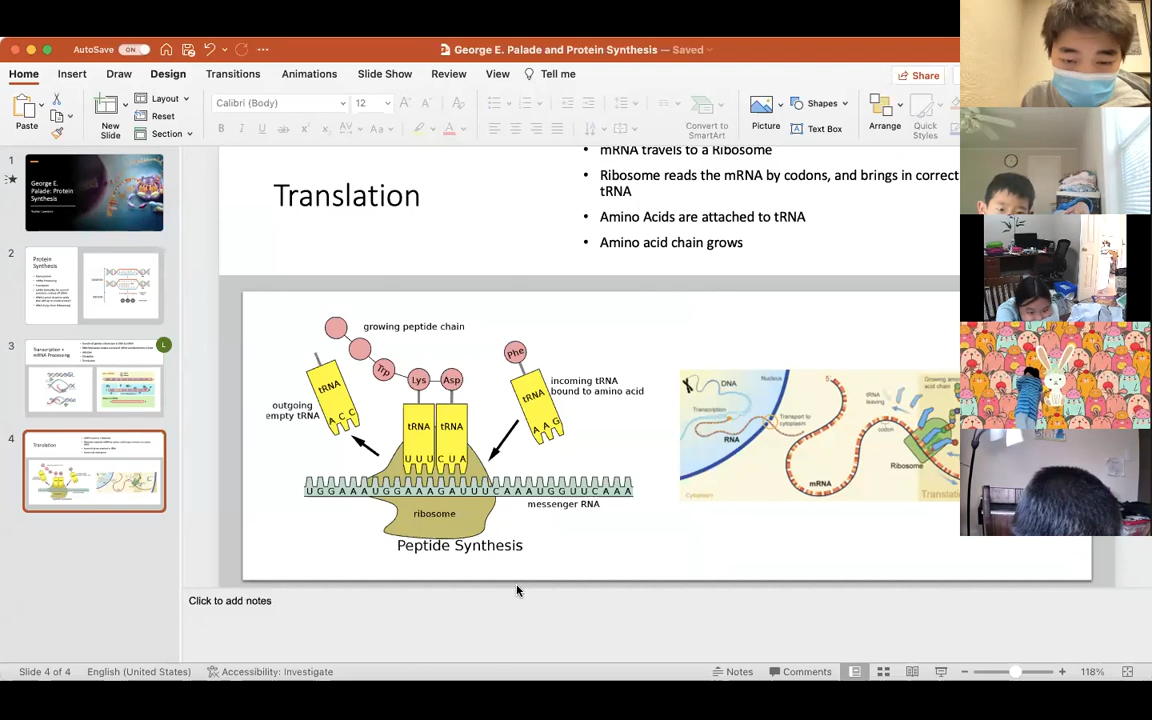 AutoSave ON
George E. Palade and Protein Synthesis — Saved
Home Insert Draw Design Transitions Animations Slide Show Review View Tell me
Share
Paste
New
Slide
Layout
Reset
Section
Calibri (Body) 12
Convert to
SmartArt
Picture
Shapes
Text Box
Arrange
Quick
Styles
1
George E.
Palade: Protein
Synthesis
2
Protein
Synthesis
3
Transcription +
mRNA Processing
L
4
Translation
Translation
• mRNA travels to a Ribosome
• Ribosome reads the mRNA by codons, and brings in correct
tRNA
• Amino Acids are attached to tRNA
• Amino acid chain grows
growing peptide chain
Trp
Lys
Asp
Phe
tRNA
A C C
outgoing
empty tRNA
tRNA
tRNA
U U U C U A
tRNA
A A G
incoming tRNA
bound to amino acid
U G G A A A U G G A A A G A U U U C A A A U G G U U C A A A
messenger RNA
ribosome
Peptide Synthesis
DNA
Nucleus
Transcription
RNA
Transport to
cytoplasm
Cytoplasm
5'
mRNA
codon
tRNA
leaving
Growing amino
acid chain
Ribosome
Translation
Click to add notes
Slide 4 of 4
English (United States)
Accessibility: Investigate
Notes
Comments
118%